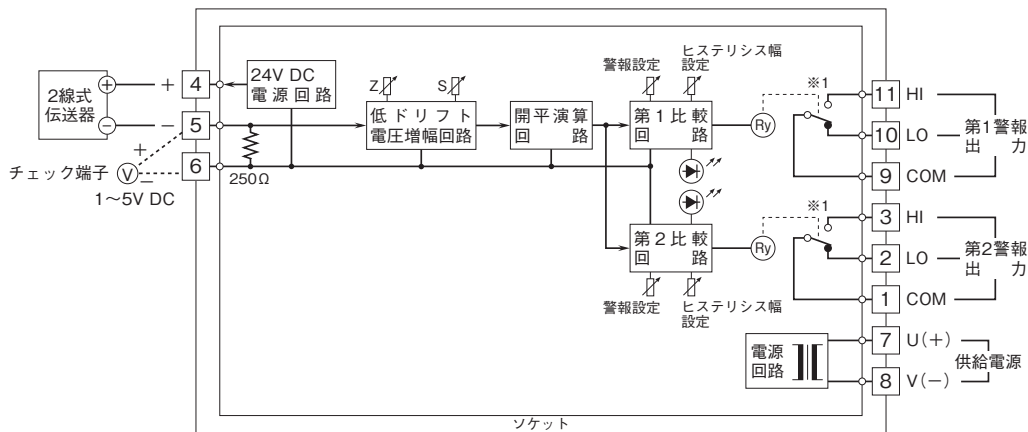 2線式
伝送器
+
−
+
−
4
5
6
24V DC
電源回路
Z
S
低ドリフト
電圧増幅回路
開平演算
回　　路
警報設定
ヒステリシス幅
設定
第1比較
回　　路
Ry
※1
11 HI
10 LO
9 COM
第1警報
出　　力
チェック端子
V
+
−
1〜5V DC
250Ω
第2比較
回　　路
警報設定
ヒステリシス幅
設定
Ry
※1
3 HI
2 LO
1 COM
第2警報
出　　力
電源
回路
7 U(+)
8 V(−)
供給電源
ソケット